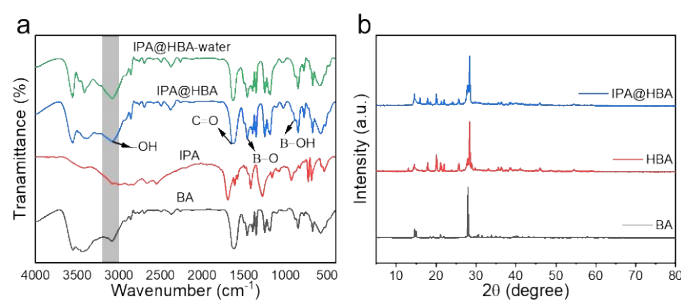 a
IPA@HBA-water
IPA@HBA
C=O
B-OH
—OH
IPA
B-O
BA
Tranamittance (%)
4000 3000 2500 2000 1500 1000 500
Wavenumber (cm⁻¹)
b
IPA@HBA
HBA
BA
Intensity (a.u.)
10 20 30 40 50 60 70 80
2θ (degree)